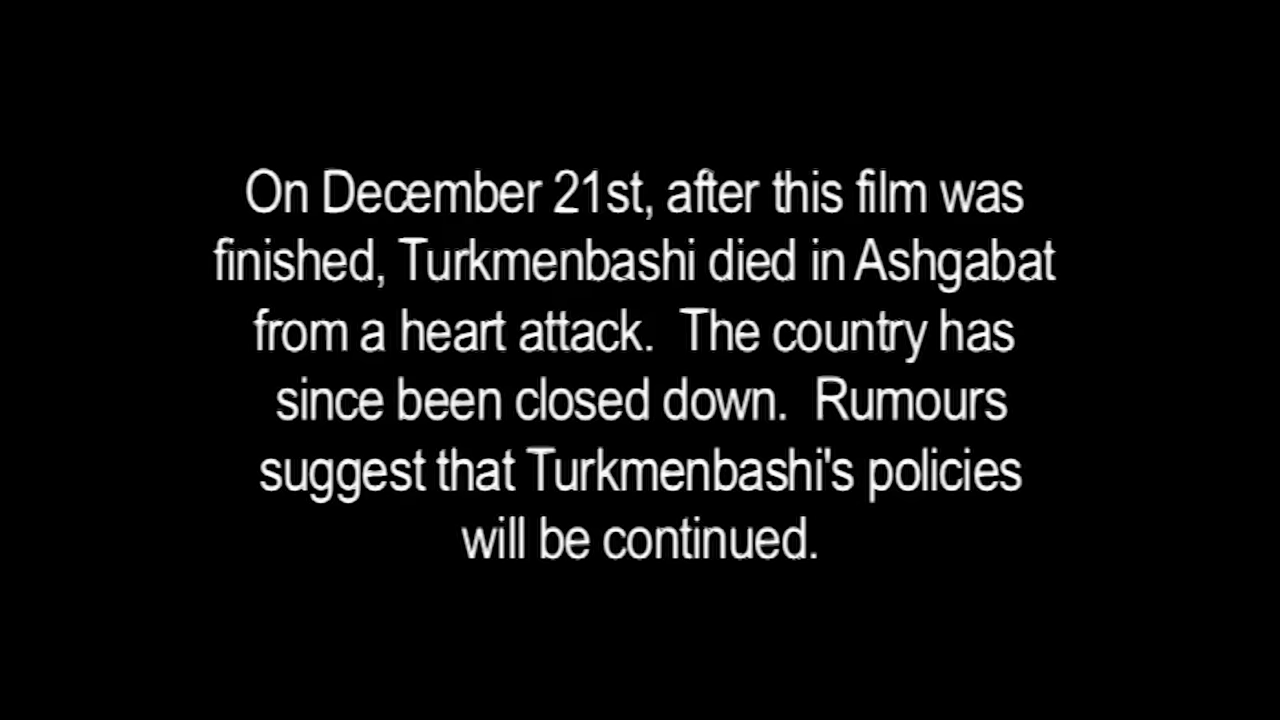 On December 21st, after this film was
finished, Turkmenbashi died in Ashgabat
from a heart attack.  The country has
since been closed down.  Rumours
suggest that Turkmenbashi's policies
will be continued.